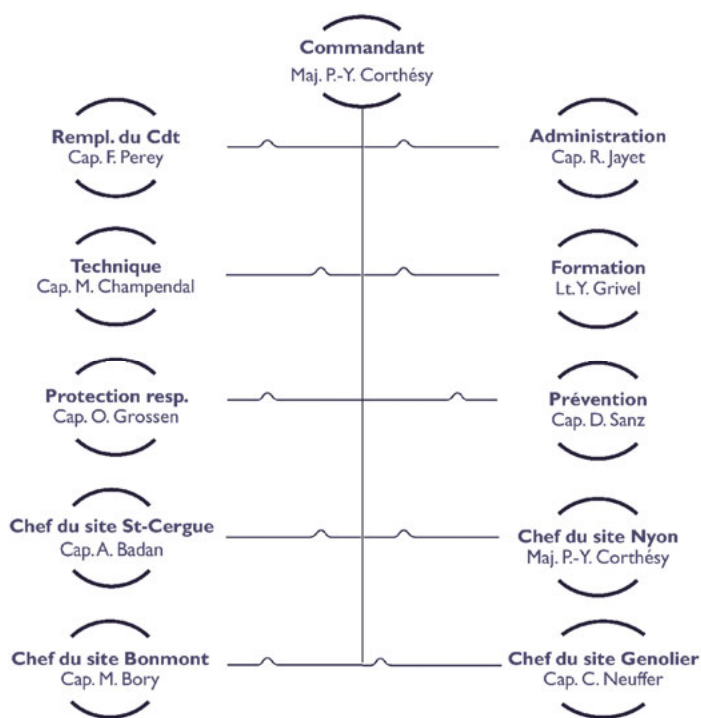 Commandant
Maj. P.-Y. Corthésy
Rempl. du Cdt
Cap. F. Perey
Administration
Cap. R. Jayet
Technique
Cap. M. Champendal
Formation
Lt. Y. Grivel
Protection resp.
Cap. O. Grossen
Prévention
Cap. D. Sanz
Chef du site St-Cergue
Cap. A. Badan
Chef du site Nyon
Maj. P.-Y. Corthésy
Chef du site Bonmont
Cap. M. Bory
Chef du site Genolier
Cap. C. Neuffer